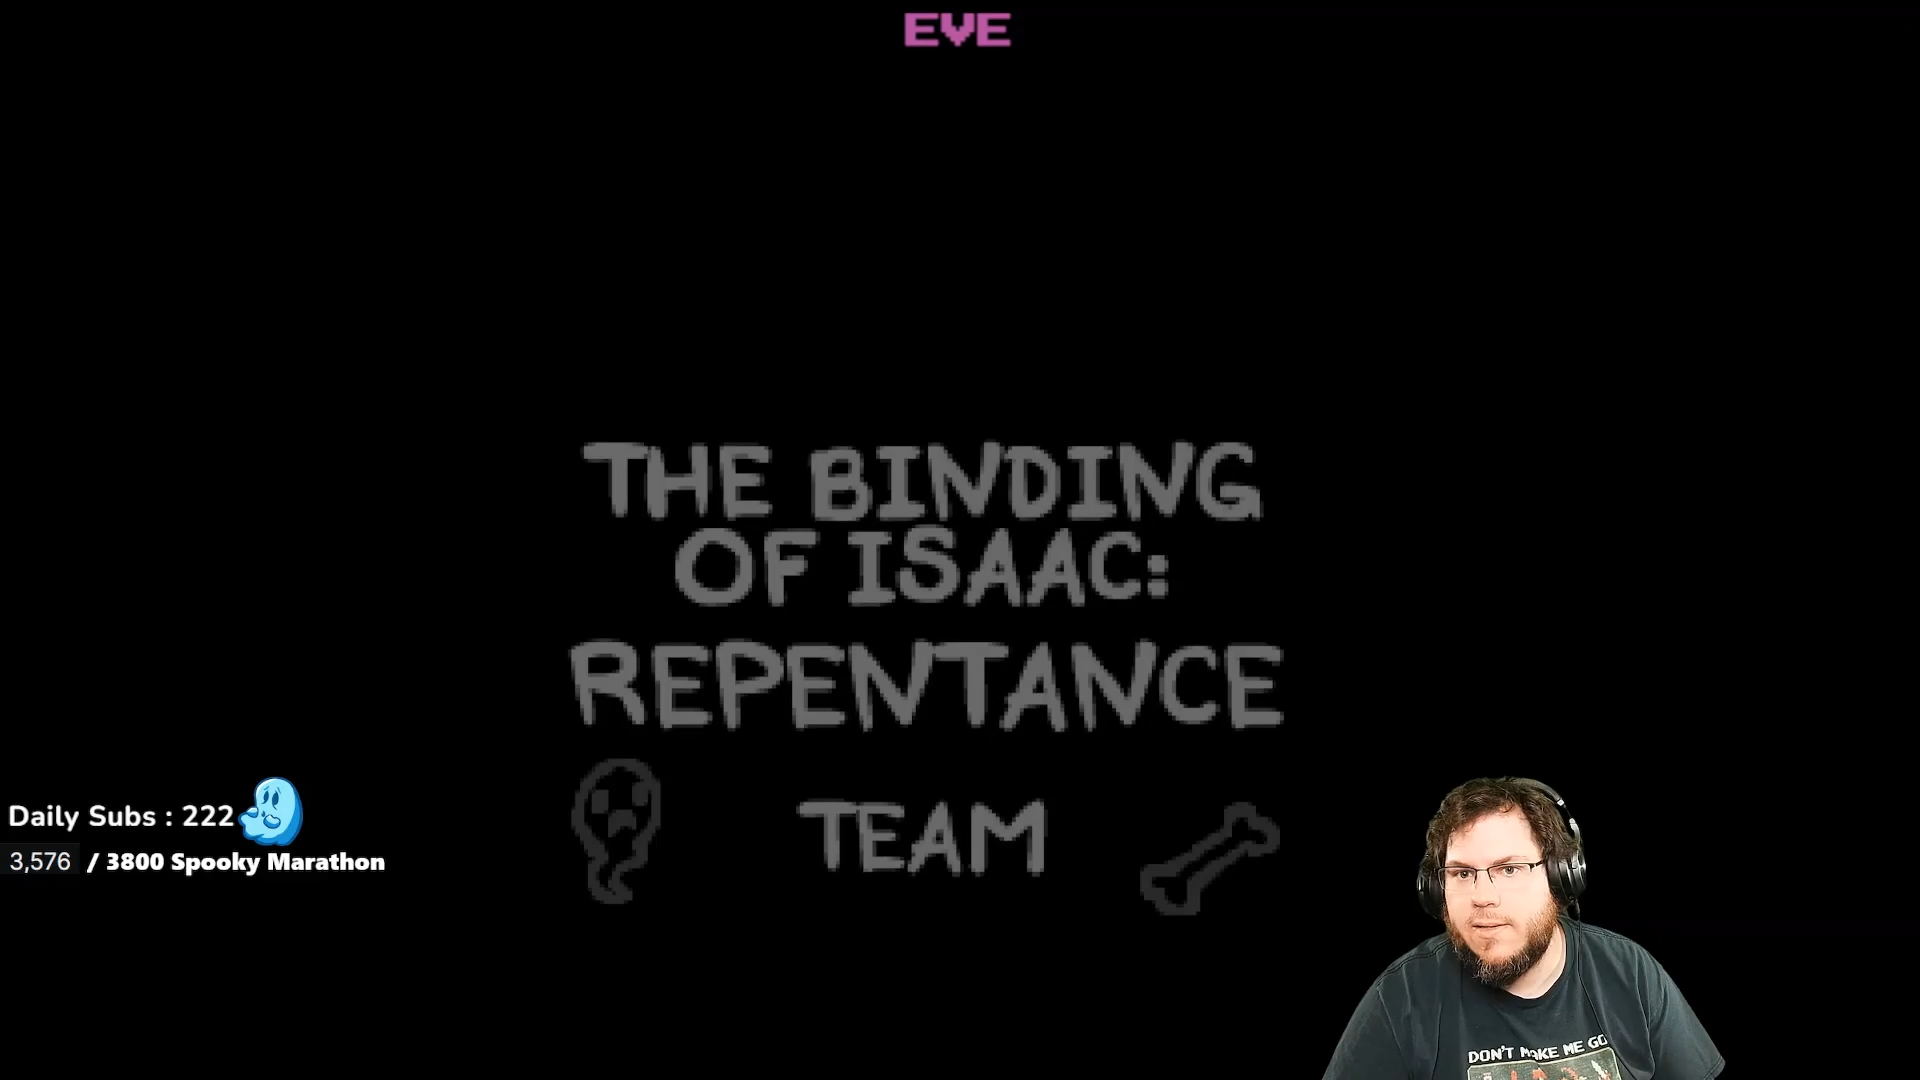 EVE
THE BINDING
OF ISAAC:
REPENTANCE
TEAM
Daily Subs : 222
3,576 / 3800 Spooky Marathon
DON'T MAKE ME GO